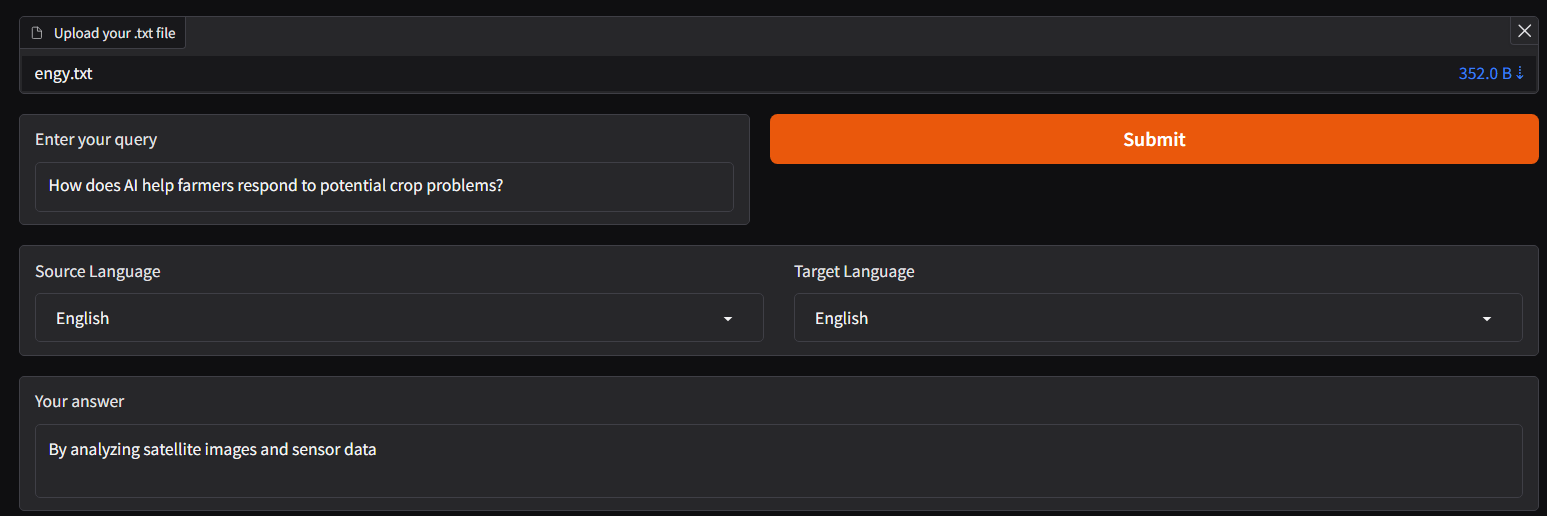 Upload your .txt file
engy.txt 352.0 B ⇣
Enter your query
How does AI help farmers respond to potential crop problems?
Submit
Source Language
English
Target Language
English
Your answer
By analyzing satellite images and sensor data